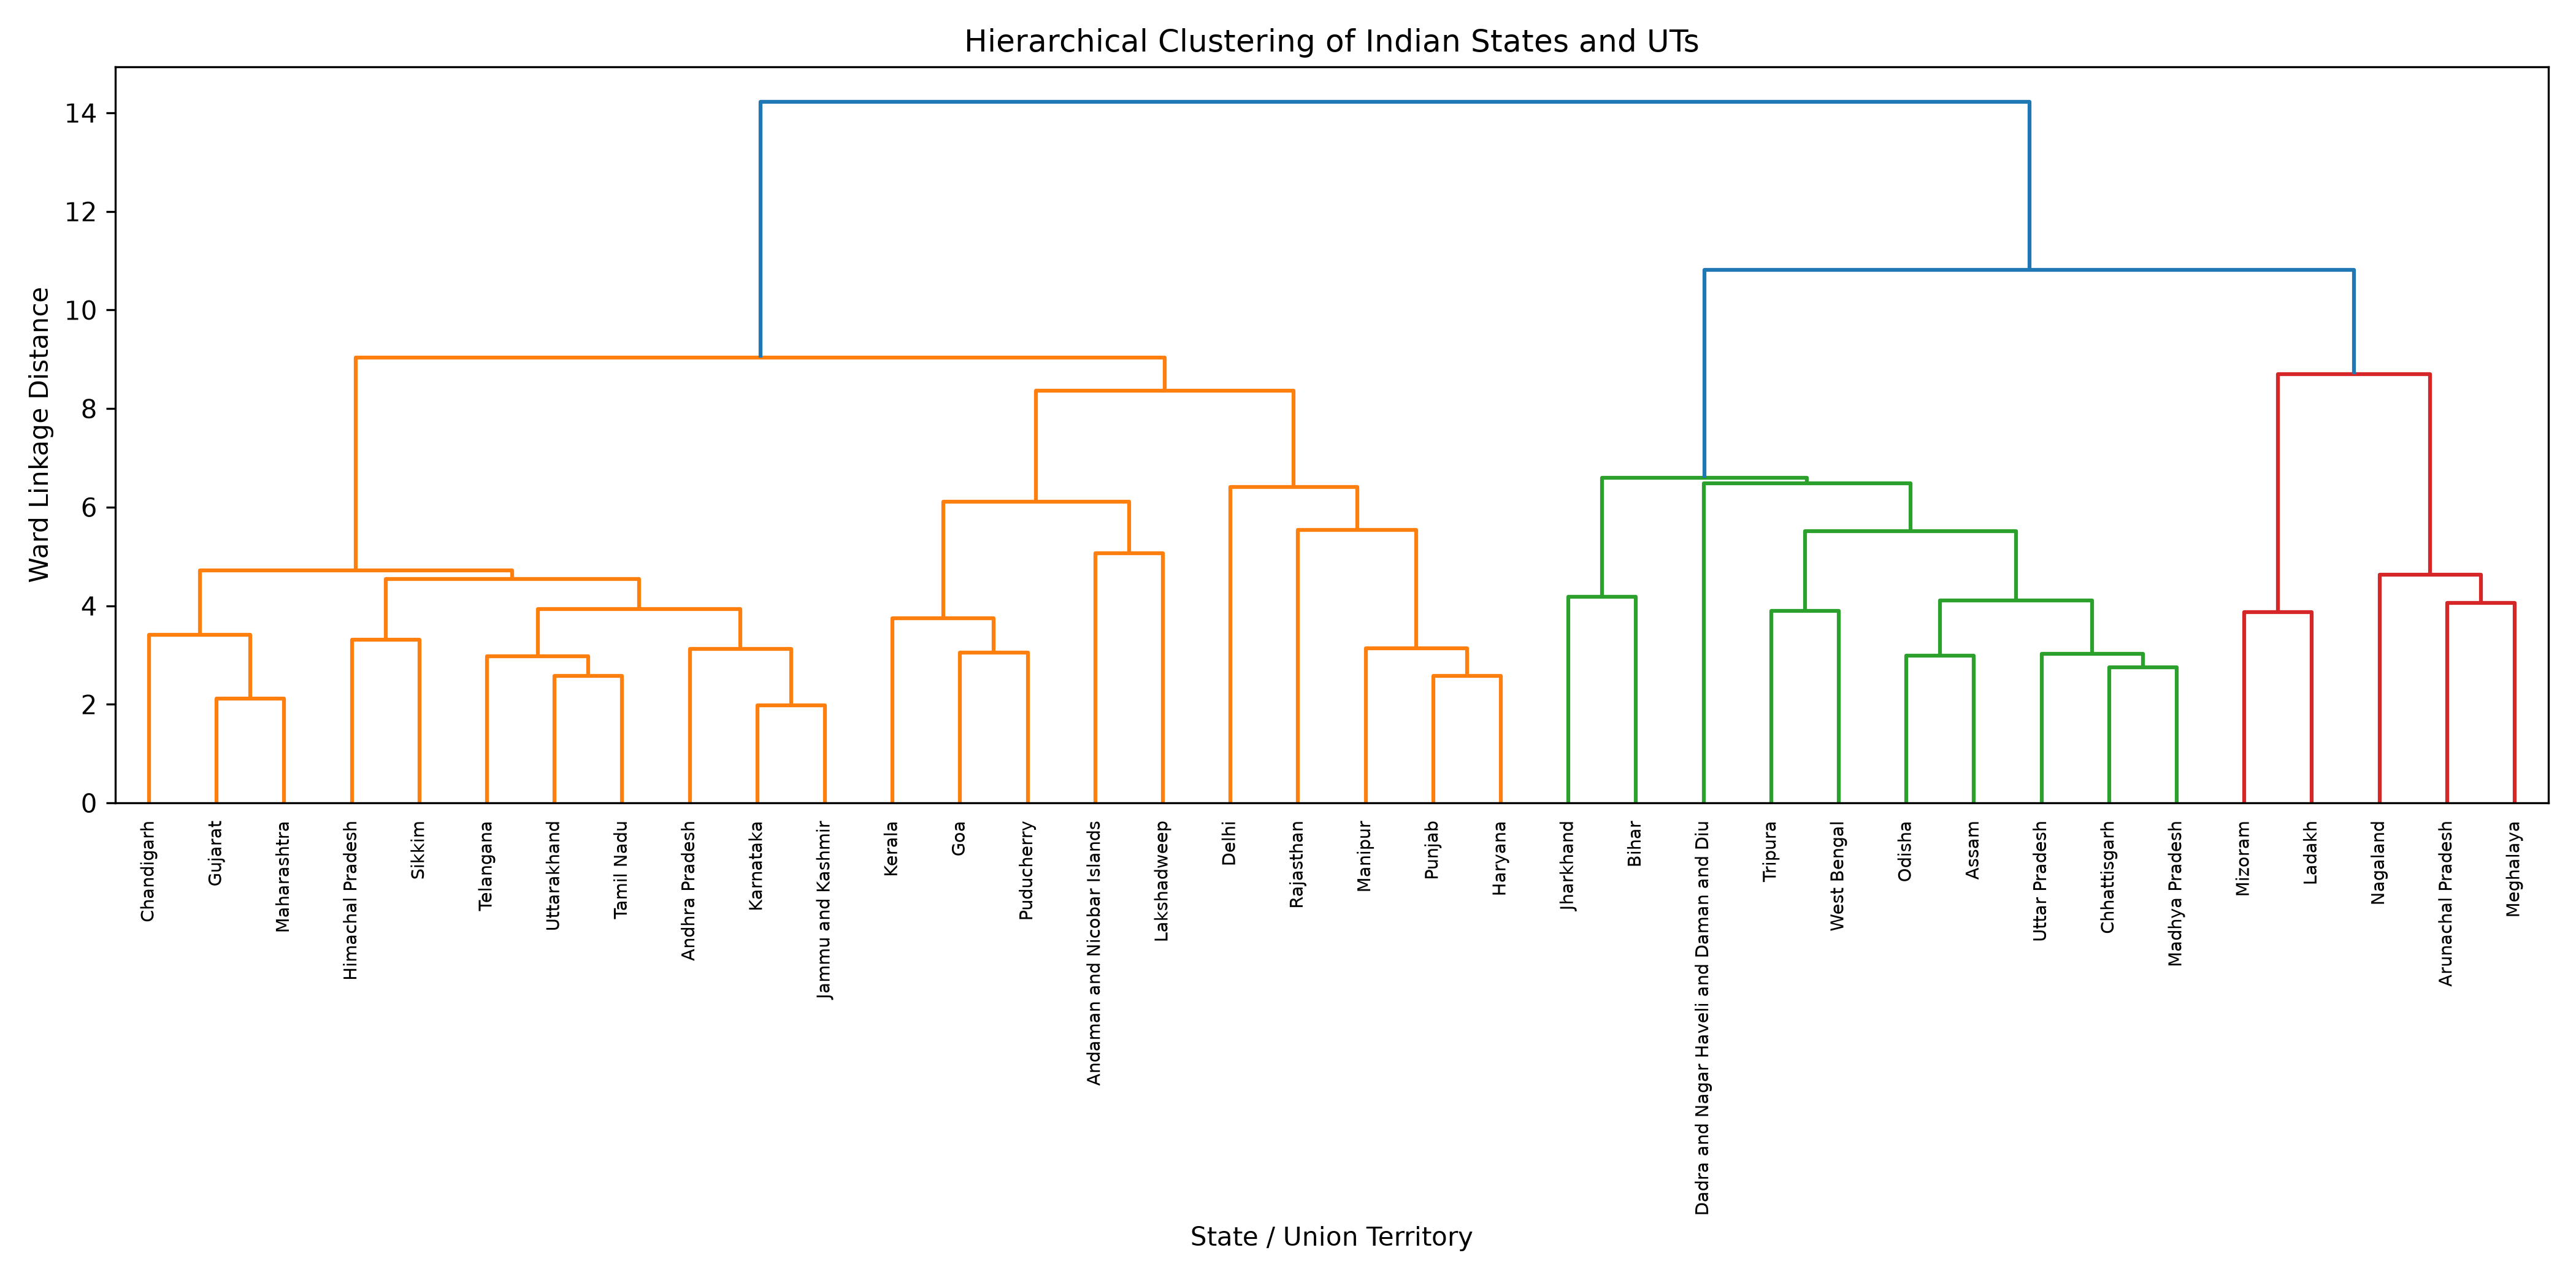 Hierarchical Clustering of Indian States and UTs
Ward Linkage Distance
14
12
10
8
6
4
2
0
Chandigarh
Gujarat
Maharashtra
Himachal Pradesh
Sikkim
Telangana
Uttarakhand
Tamil Nadu
Andhra Pradesh
Karnataka
Jammu and Kashmir
Kerala
Goa
Puducherry
Andaman and Nicobar Islands
Lakshadweep
Delhi
Rajasthan
Manipur
Punjab
Haryana
Jharkhand
Bihar
Dadra and Nagar Haveli and Daman and Diu
Tripura
West Bengal
Odisha
Assam
Uttar Pradesh
Chhattisgarh
Madhya Pradesh
Mizoram
Ladakh
Nagaland
Arunachal Pradesh
Meghalaya
State / Union Territory